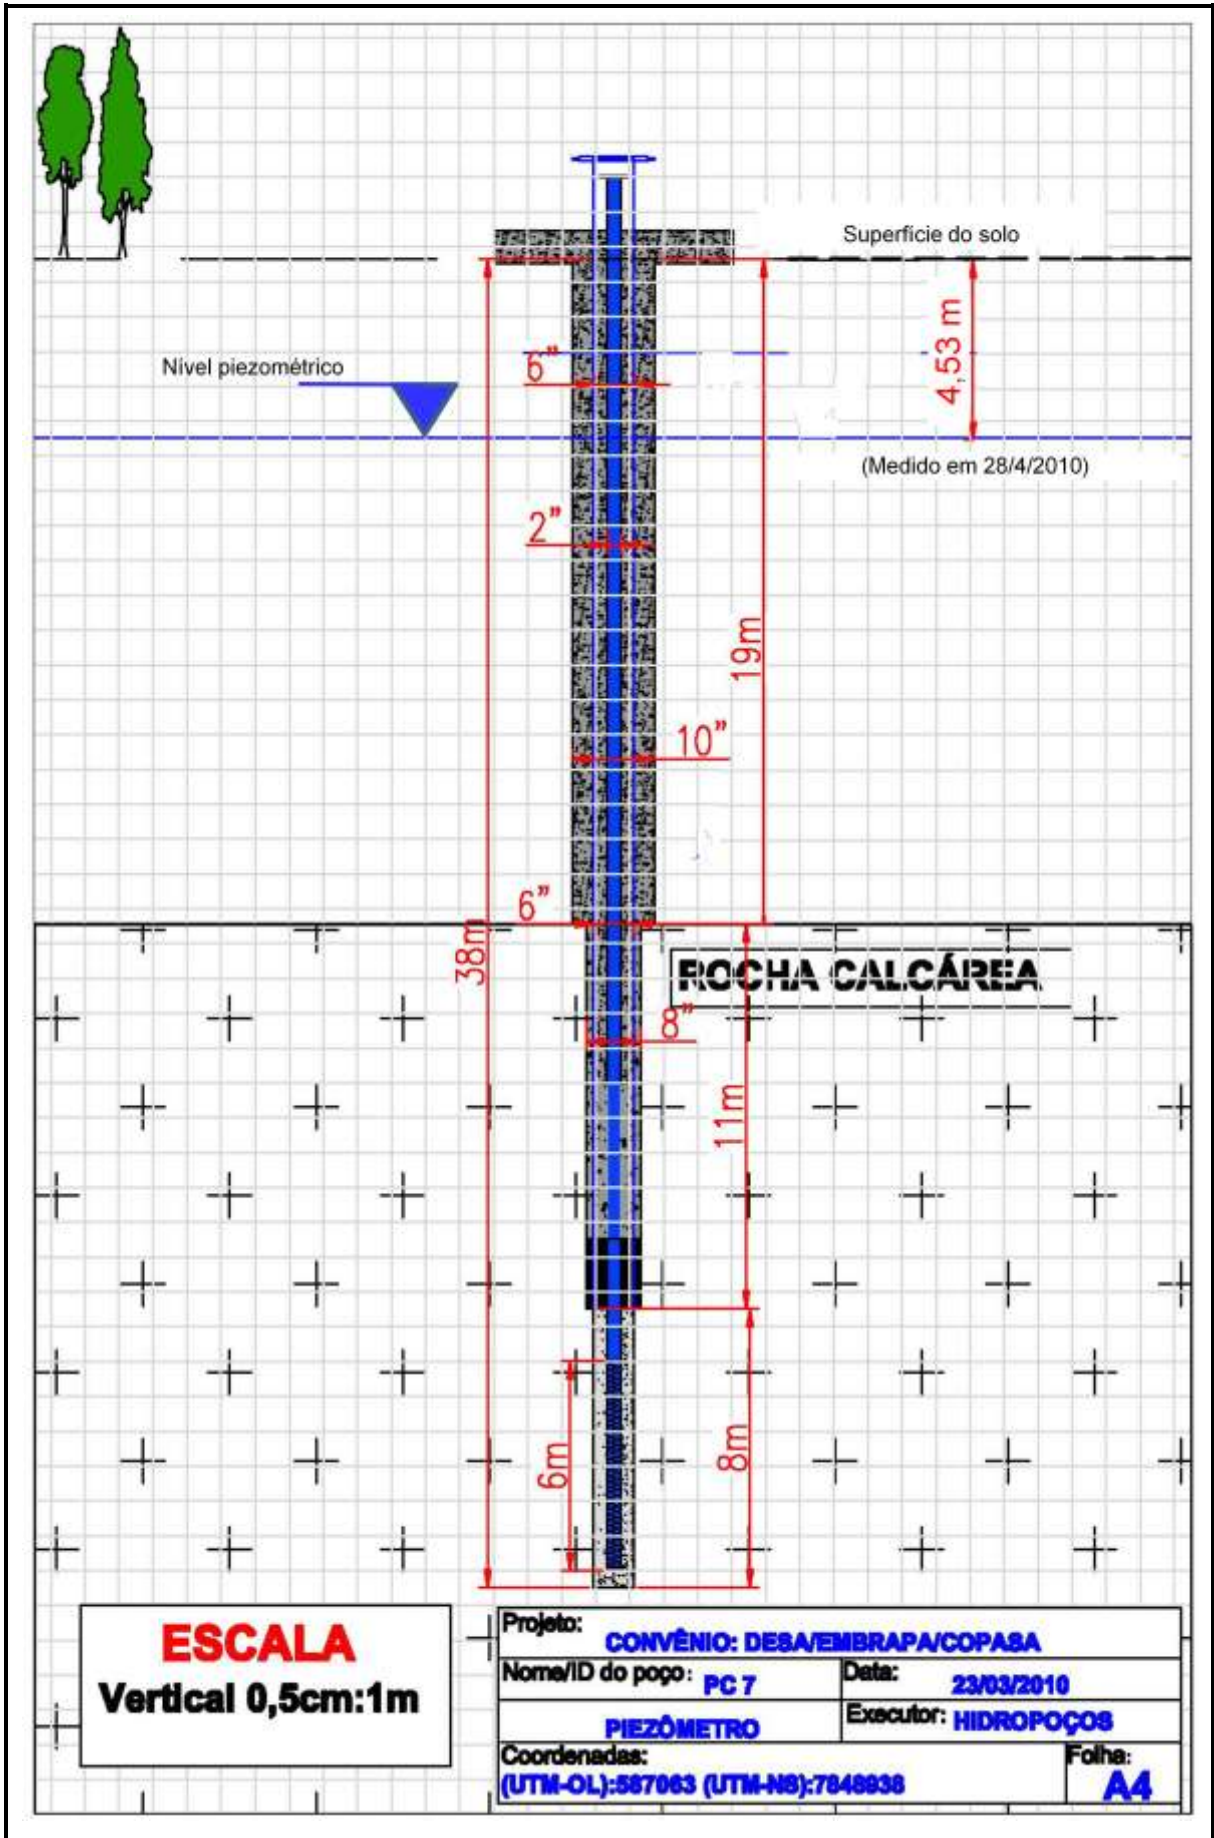 Superfície do solo
4,53 m
Nível piezométrico
6”
(Medido em 28/4/2010)
2”
19m
10”
6”
38m
ROCHA CALCÁREA
8”
11m
6m
8m
ESCALA
Vertical 0,5cm:1m
Projeto:
CONVÊNIO: DESA/EMBRAPA/COPASA
Nome/ID do poço: PC 7
Data: 23/03/2010
PIEZÔMETRO
Executor: HIDROPOÇOS
Coordenadas:
(UTM-OL):587063 (UTM-NS):7848938
Folha:
A4